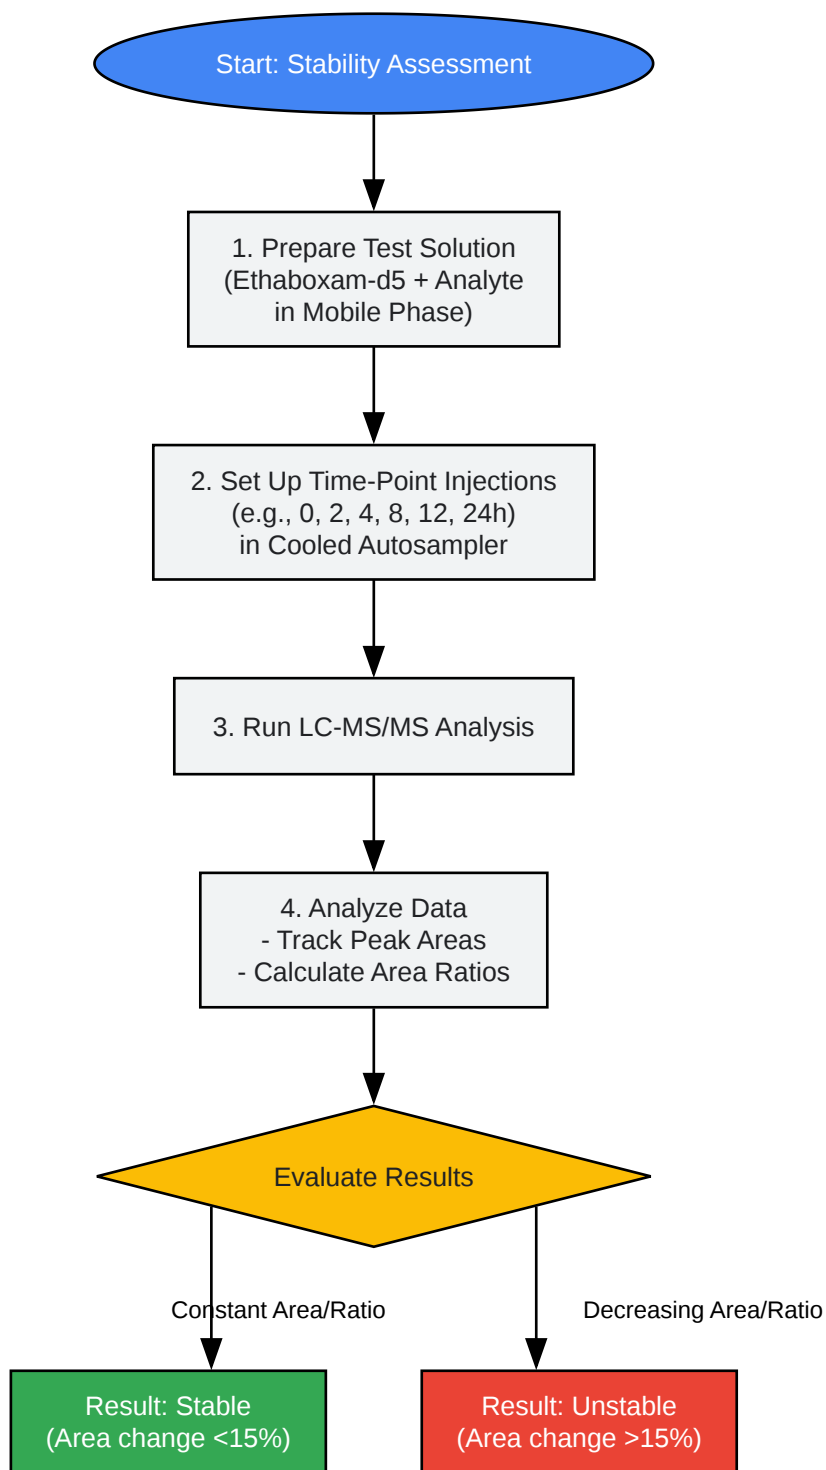 Start: Stability Assessment
1. Prepare Test Solution
(Ethaboxam-d5 + Analyte
in Mobile Phase)
2. Set Up Time-Point Injections
(e.g., 0, 2, 4, 8, 12, 24h)
in Cooled Autosampler
3. Run LC-MS/MS Analysis
4. Analyze Data
- Track Peak Areas
- Calculate Area Ratios
Evaluate Results
Constant Area/Ratio
Decreasing Area/Ratio
Result: Stable
(Area change <15%)
Result: Unstable
(Area change >15%)